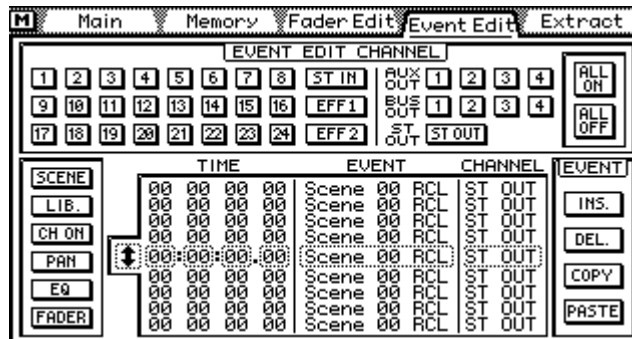 M Main Memory Fader Edit Event Edit Extract
EVENT EDIT CHANNEL
1 2 3 4 5 6 7 8 ST IN AUX OUT 1 2 3 4 ALL ON
9 10 11 12 13 14 15 16 EFF1 BUS OUT 1 2 3 4 ALL OFF
17 18 19 20 21 22 23 24 EFF2 ST OUT ST OUT
SCENE
LIB.
CH ON
PAN
EQ
FADER
TIME EVENT CHANNEL
00 00 00 00 Scene 00 RCL ST OUT
00 00 00 00 Scene 00 RCL ST OUT
00 00 00 00 Scene 00 RCL ST OUT
00 00 00 00 Scene 00 RCL ST OUT
00:00:00.00 Scene 00 RCL ST OUT
00 00 00 00 Scene 00 RCL ST OUT
00 00 00 00 Scene 00 RCL ST OUT
00 00 00 00 Scene 00 RCL ST OUT
00 00 00 00 Scene 00 RCL ST OUT
EVENT
INS.
DEL.
COPY
PASTE